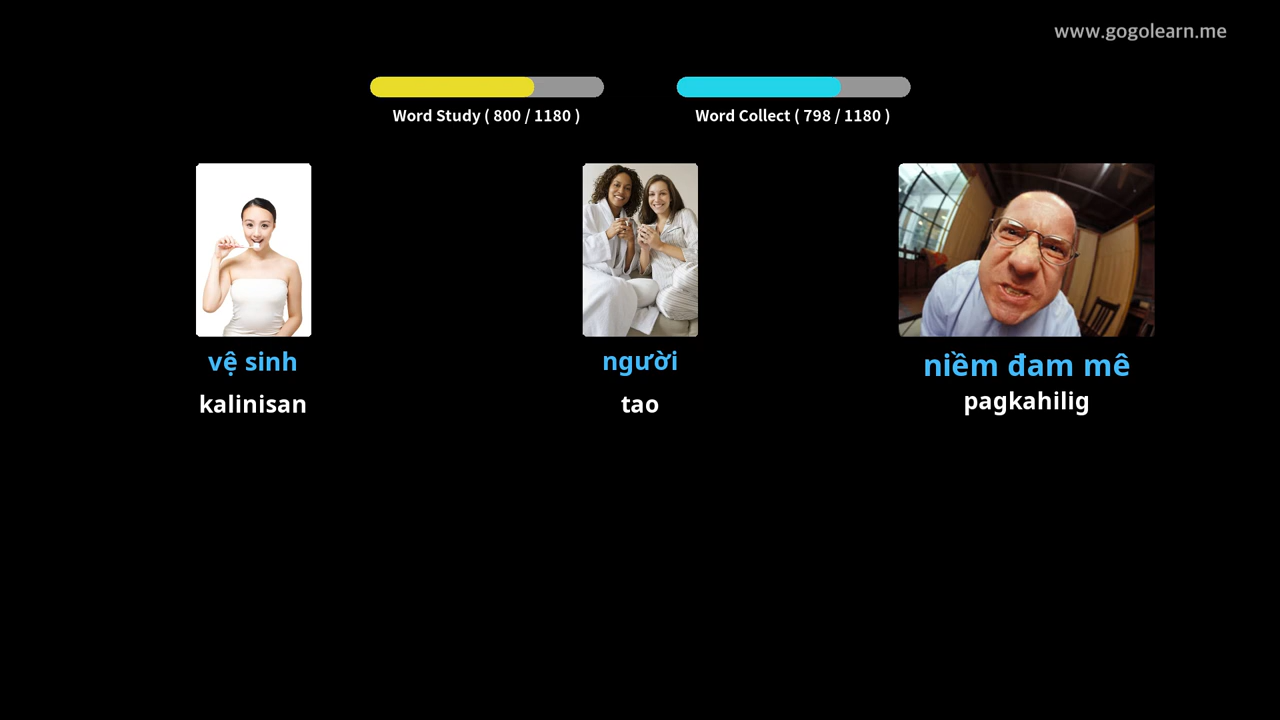 www.gogolearn.me
Word Study ( 800 / 1180 )
Word Collect ( 798 / 1180 )
vệ sinh
kalinisan
người
tao
niềm đam mê
pagkahilig